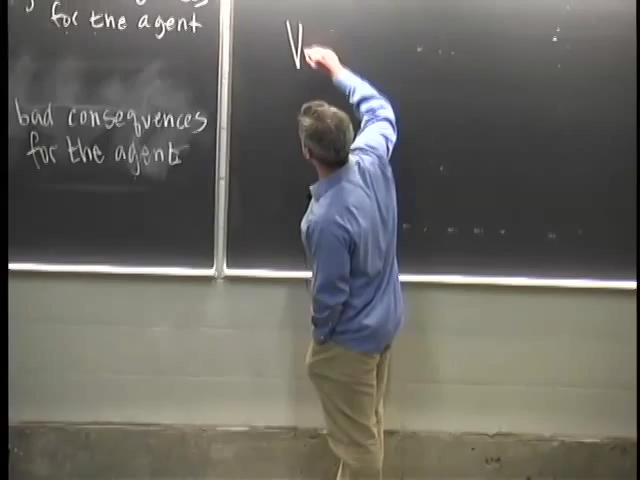 for the agent
bad consequences
for the agent
V